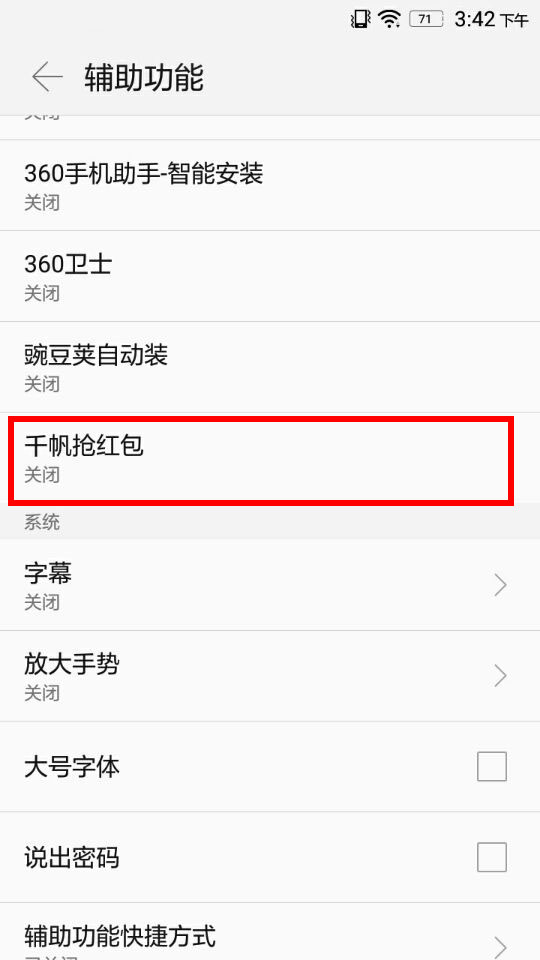 71 3:42 下午
辅助功能
360手机助手-智能安装
关闭
360卫士
关闭
豌豆荚自动装
关闭
千帆抢红包
关闭
系统
字幕
关闭
放大手势
关闭
大号字体
说出密码
辅助功能快捷方式